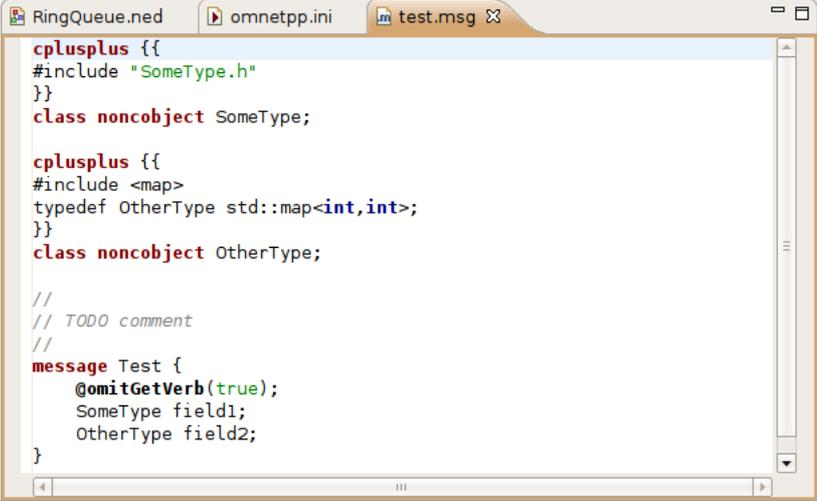 RingQueue.ned omnetpp.ini test.msg
cplusplus {{
#include "SomeType.h"
}}
class noncobject SomeType;
cplusplus {{
#include <map>
typedef OtherType std::map<int,int>;
}}
class noncobject OtherType;
//
// TODO comment
//
message Test {
    @omitGetVerb(true);
    SomeType field1;
    OtherType field2;
}